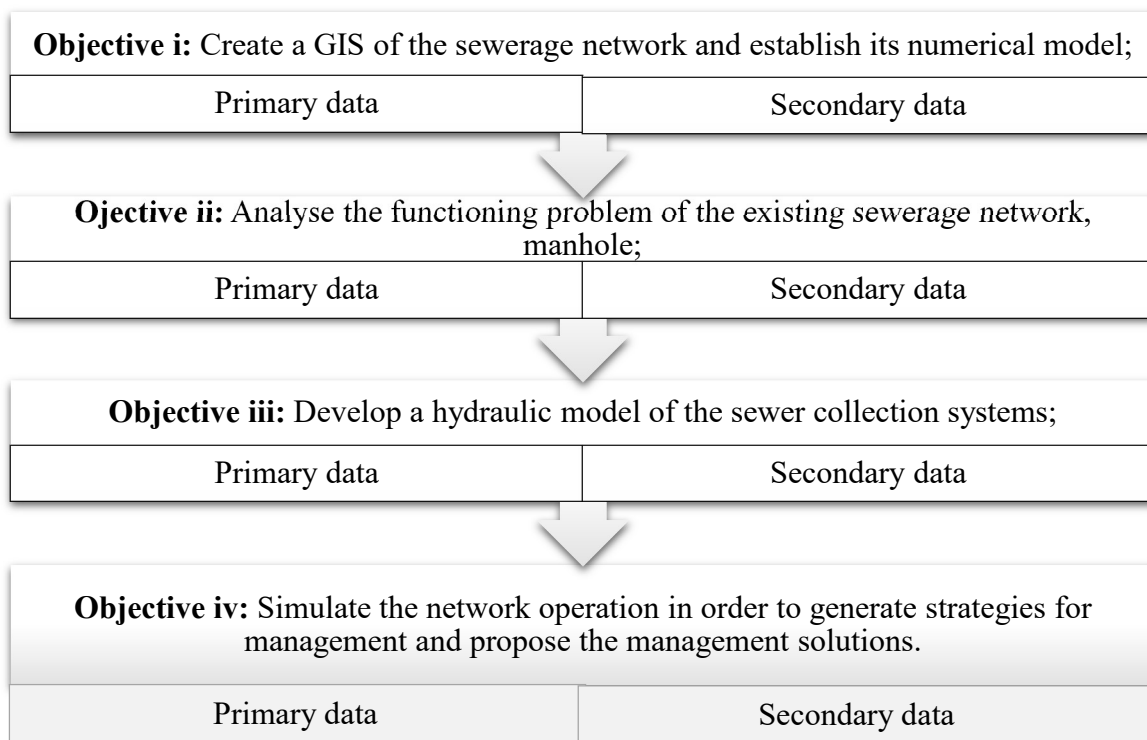 Objective i: Create a GIS of the sewerage network and establish its numerical model;
Primary data
Secondary data
Ojective ii: Analyse the functioning problem of the existing sewerage network,
manhole;
Primary data
Secondary data
Objective iii: Develop a hydraulic model of the sewer collection systems;
Primary data
Secondary data
Objective iv: Simulate the network operation in order to generate strategies for
management and propose the management solutions.
Primary data
Secondary data